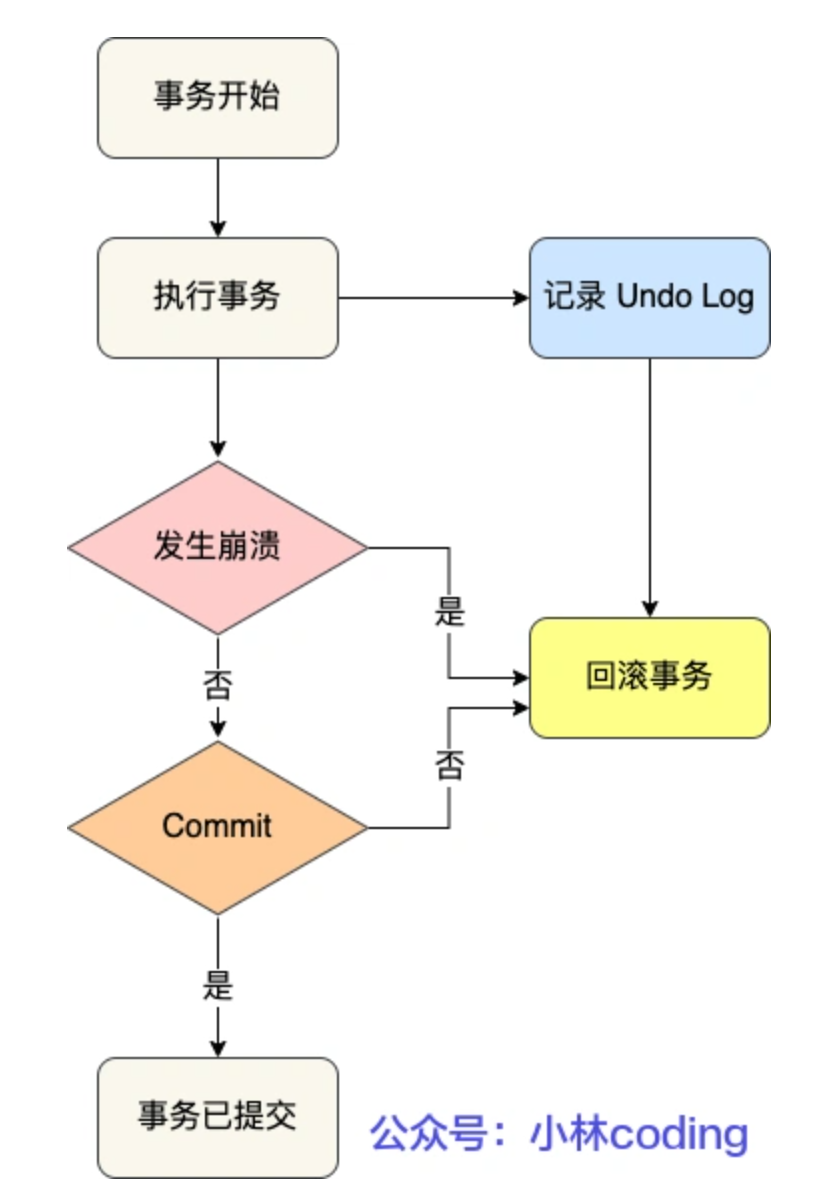 事务开始
执行事务
记录 Undo Log
发生崩溃
是
否
回滚事务
否
Commit
是
事务已提交
公众号：小林coding